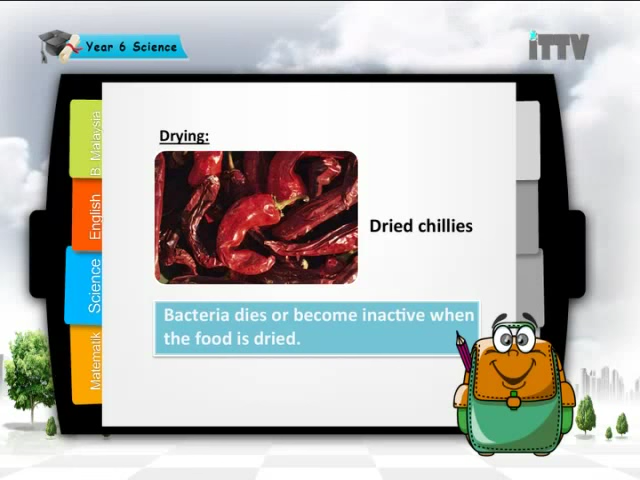 Year 6 Science
iTTV
B. Malaysia
English
Science
Matematik
Drying:
Dried chillies
Bacteria dies or become inactive when
the food is dried.